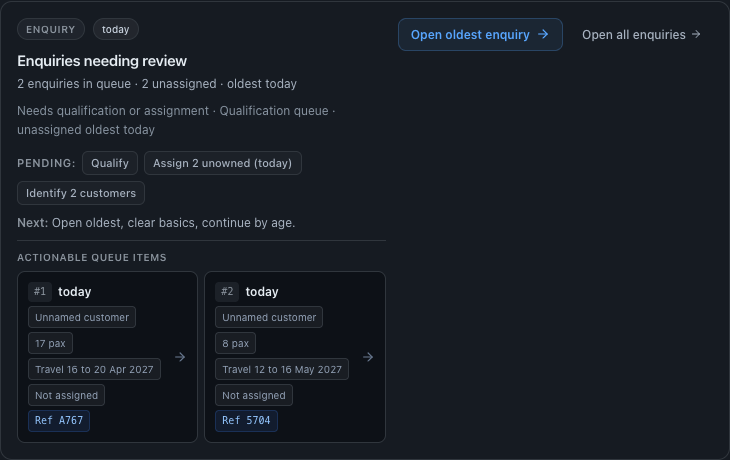 ENQUIRY today
Open oldest enquiry → Open all enquiries →
Enquiries needing review
2 enquiries in queue · 2 unassigned · oldest today
Needs qualification or assignment · Qualification queue ·
unassigned oldest today
PENDING: Qualify Assign 2 unowned (today)
Identify 2 customers
Next: Open oldest, clear basics, continue by age.
ACTIONABLE QUEUE ITEMS
#1 today
Unnamed customer
17 pax
Travel 16 to 20 Apr 2027
Not assigned
Ref A767
→
#2 today
Unnamed customer
8 pax
Travel 12 to 16 May 2027
Not assigned
Ref 5704
→